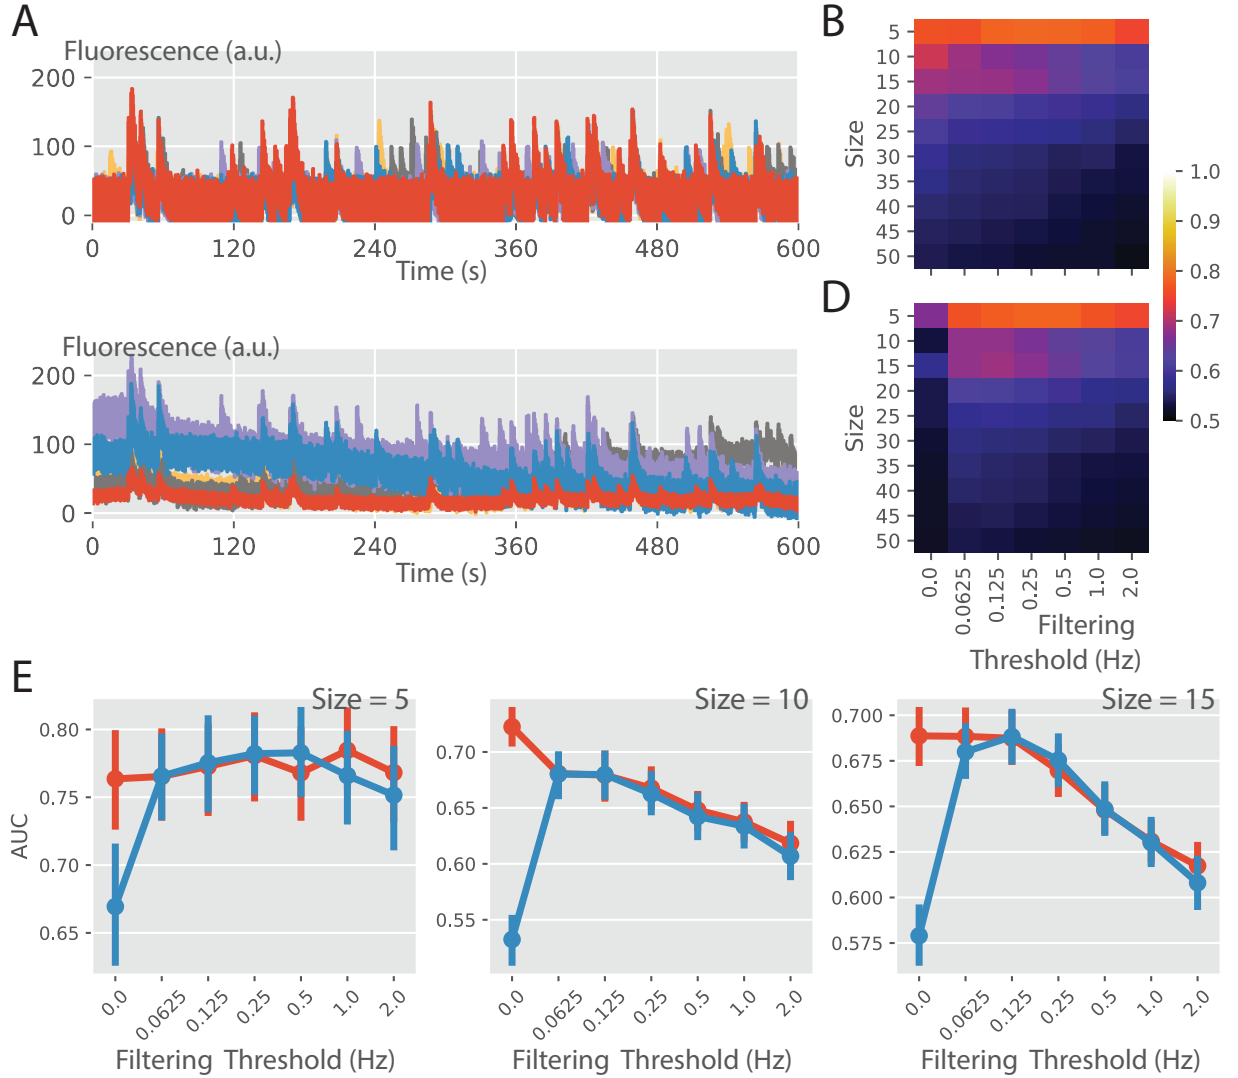 A
Fluorescence (a.u.)
200
100
0
0 120 240 360 480 600
Time (s)
Fluorescence (a.u.)
200
100
0
0 120 240 360 480 600
Time (s)
B
Size
5
10
15
20
25
30
35
40
45
50
D
Size
5
10
15
20
25
30
35
40
45
50
0.0 0.0625 0.125 0.25 0.5 1.0 2.0
Filtering
Threshold (Hz)
1.0
0.9
0.8
0.7
0.6
0.5
E
Size = 5
AUC
0.80
0.75
0.70
0.65
0.0 0.0625 0.125 0.25 0.5 1.0 2.0
Filtering Threshold (Hz)
Size = 10
0.70
0.65
0.60
0.55
0.0 0.0625 0.125 0.25 0.5 1.0 2.0
Filtering Threshold (Hz)
Size = 15
0.700
0.675
0.650
0.625
0.600
0.575
0.0 0.0625 0.125 0.25 0.5 1.0 2.0
Filtering Threshold (Hz)